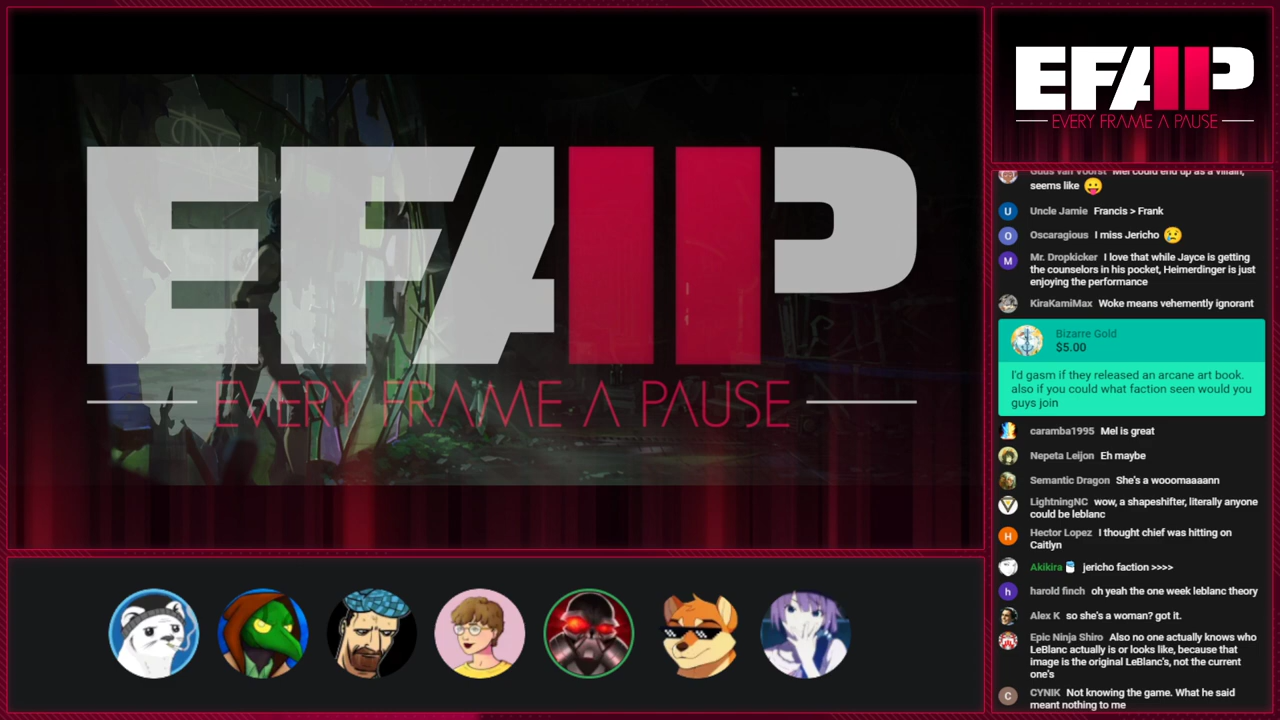 EFAP
EVERY FRAME A PAUSE
EFAP
EVERY FRAME A PAUSE
Guus van Voorst Mel could end up as a villain,
seems like 😛
U Uncle Jamie Francis > Frank
O Oscaragious I miss Jericho 😢
M Mr. Dropkicker I love that while Jayce is getting
the counselors in his pocket, Heimerdinger is just
enjoying the performance
KiraKamiMax Woke means vehemently ignorant
Bizarre Gold
$5.00
I'd gasm if they released an arcane art book.
also if you could what faction seen would you
guys join
caramba1995 Mel is great
Nepeta Leijon Eh maybe
Semantic Dragon She's a wooomaaaann
LightningNC wow, a shapeshifter, literally anyone
could be leblanc
H Hector Lopez I thought chief was hitting on
Caitlyn
Akikira jericho faction >>>>
h harold finch oh yeah the one week leblanc theory
Alex K so she's a woman? got it.
Epic Ninja Shiro Also no one actually knows who
LeBlanc actually is or looks like, because that
image is the original LeBlanc's, not the current
one's
C CYNIK Not knowing the game. What he said
meant nothing to me